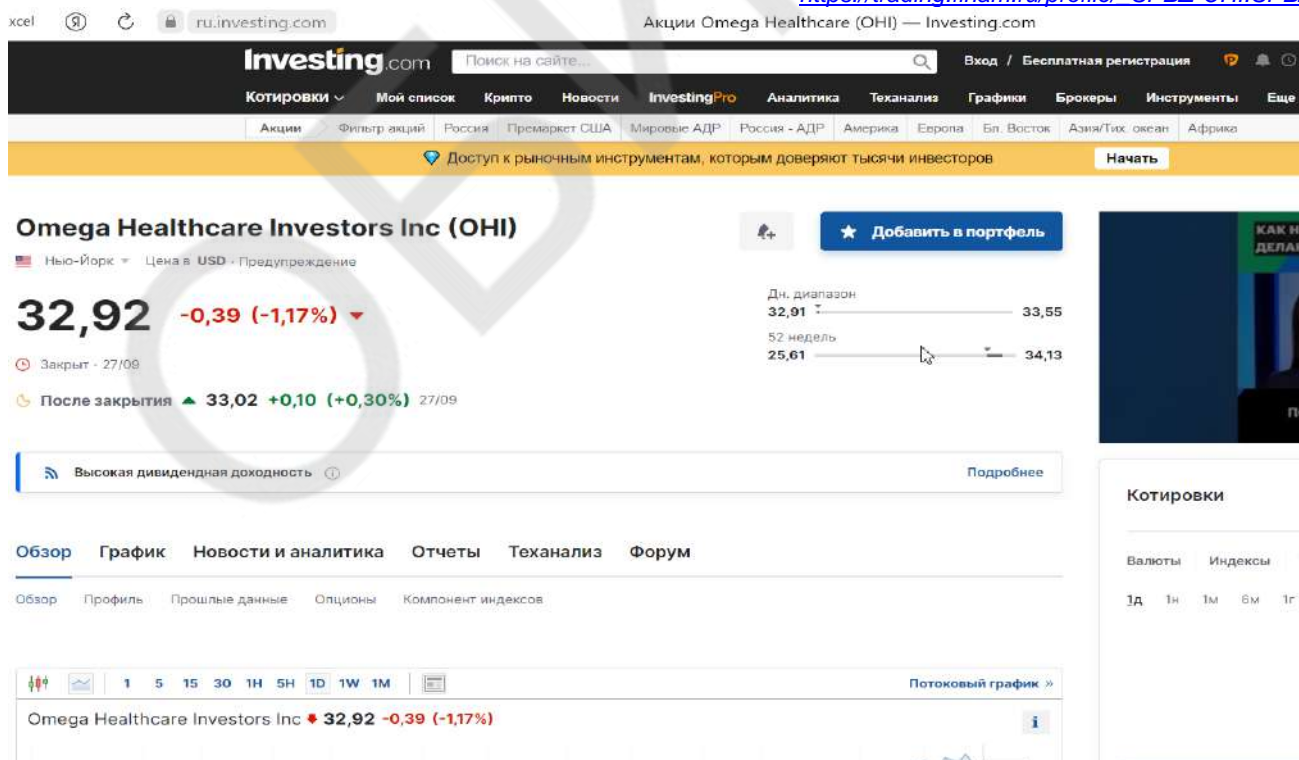 xcel Я ru.investing.com Акции Omega Healthcare (OHI) — Investing.com
Investing.com Поиск на сайте... Вход / Бесплатная регистрация
Котировки Мой список Крипто Новости InvestingPro Аналитика Теханализ Графики Брокеры Инструменты Еще
Акции Фильтр акций Россия Премаркет США Мировые АДР Россия - АДР Америка Европа Бл. Восток Азия/Тих. океан Африка
Доступ к рыночным инструментам, которым доверяют тысячи инвесторов Начать
Omega Healthcare Investors Inc (OHI) Добавить в портфель
Нью-Йорк Цена в USD · Предупреждение
32,92 -0,39 (-1,17%)
Дн. диапазон
32,91 33,55
52 недель
25,61 34,13
Закрыт · 27/09
После закрытия 33,02 +0,10 (+0,30%) 27/09
Высокая дивидендная доходность Подробнее
Котировки
Обзор График Новости и аналитика Отчеты Теханализ Форум
Валюты Индексы
Обзор Профиль Прошлые данные Опционы Компонент индексов
1д 1н 1м 6м 1г
1 5 15 30 1H 5H 1D 1W 1M Потоковый график »
Omega Healthcare Investors Inc 32,92 -0,39 (-1,17%)